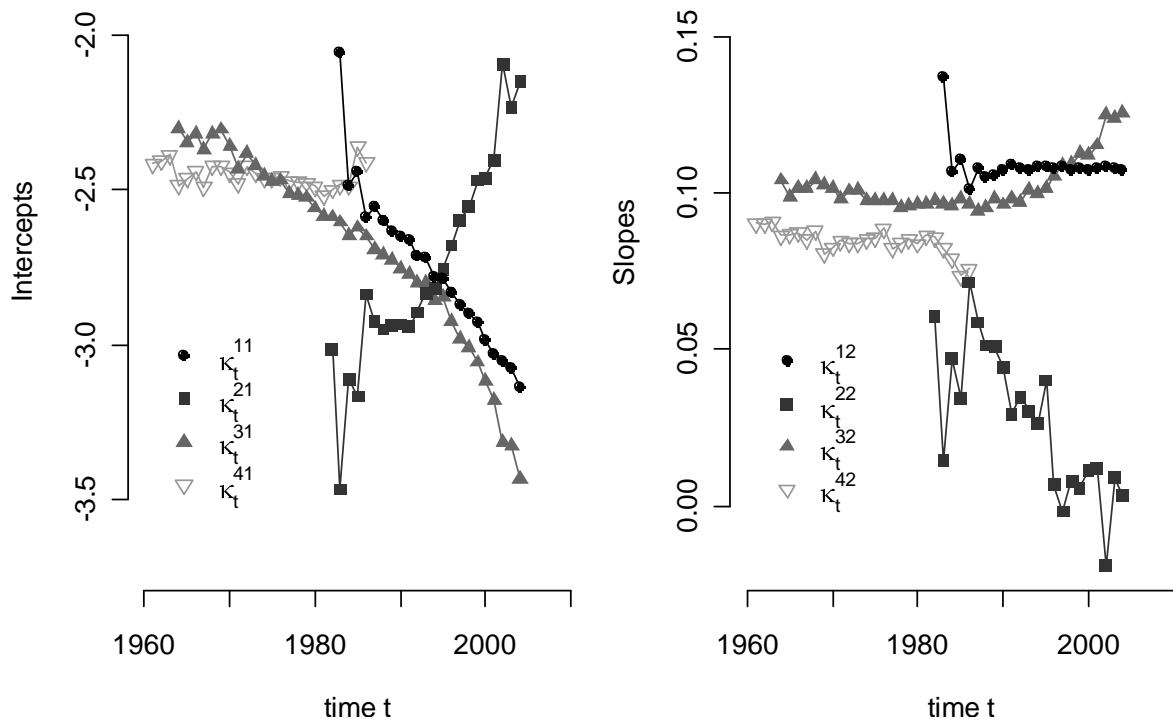 Intercepts
-2.0
-2.5
-3.0
-3.5
κt11
κt21
κt31
κt41
1960
1980
2000
time t
Slopes
0.15
0.10
0.05
0.00
κt12
κt22
κt32
κt42
1960
1980
2000
time t